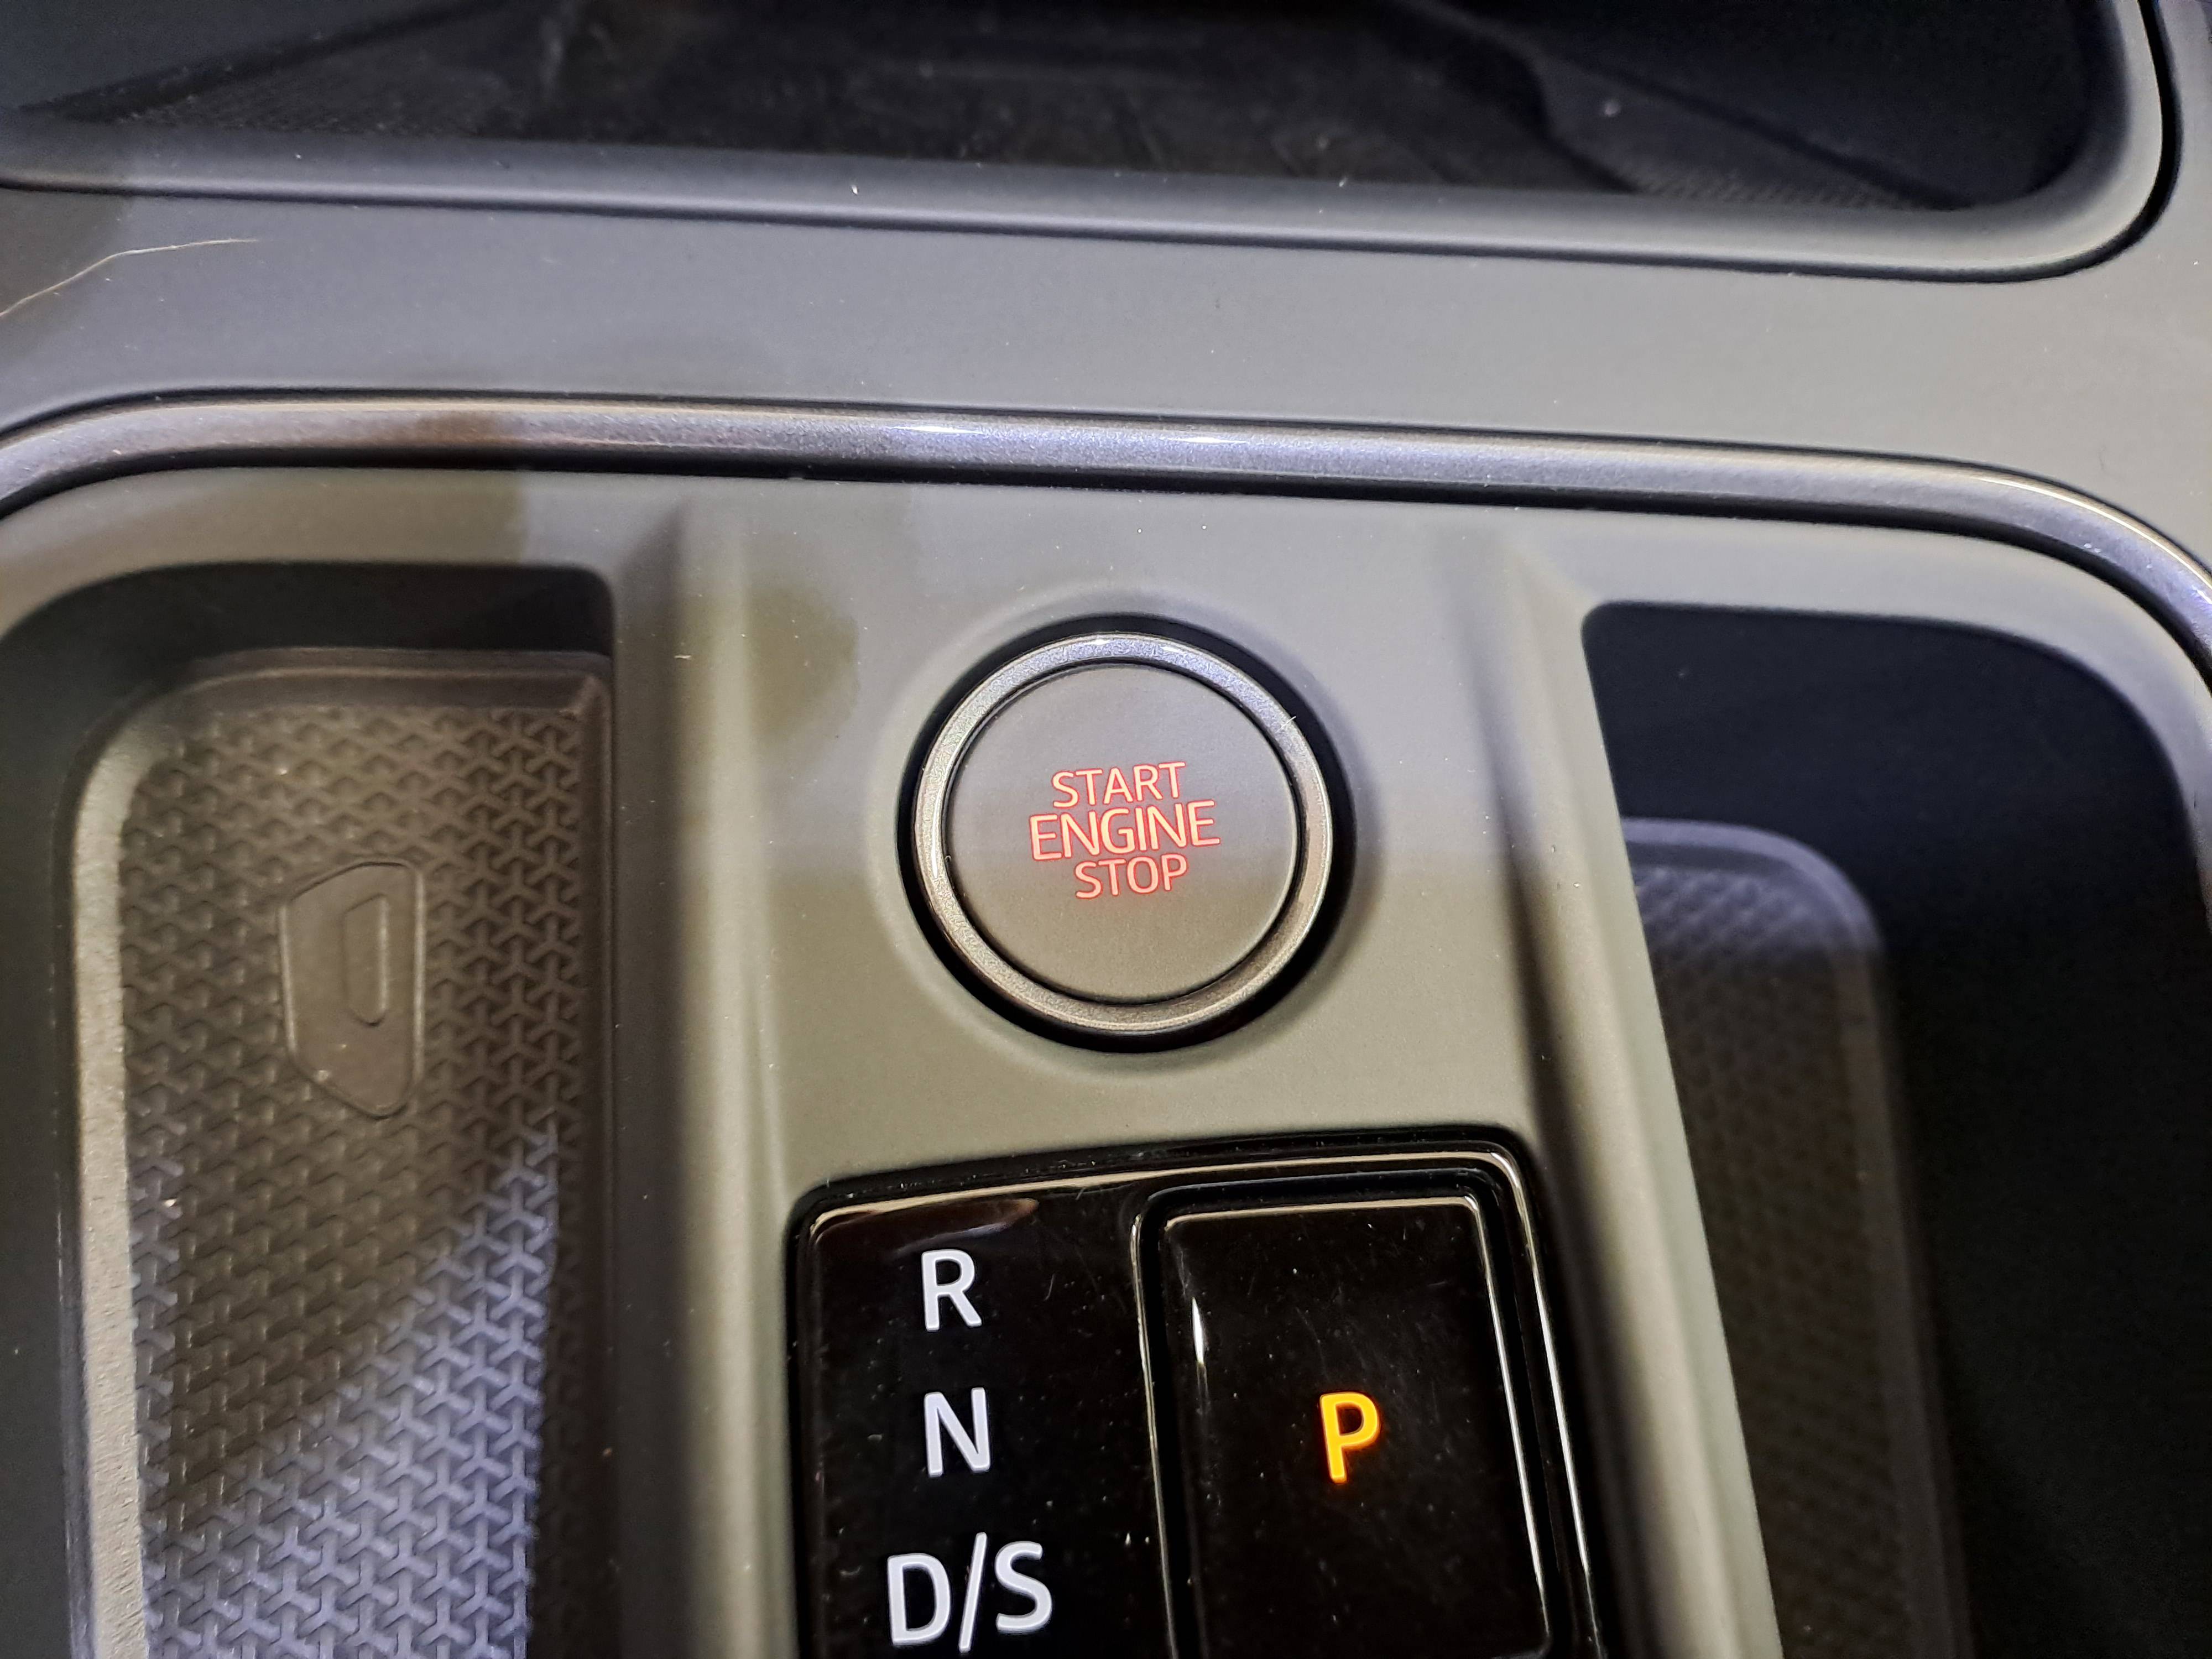 START
ENGINE
STOP
R
N
P
D/S